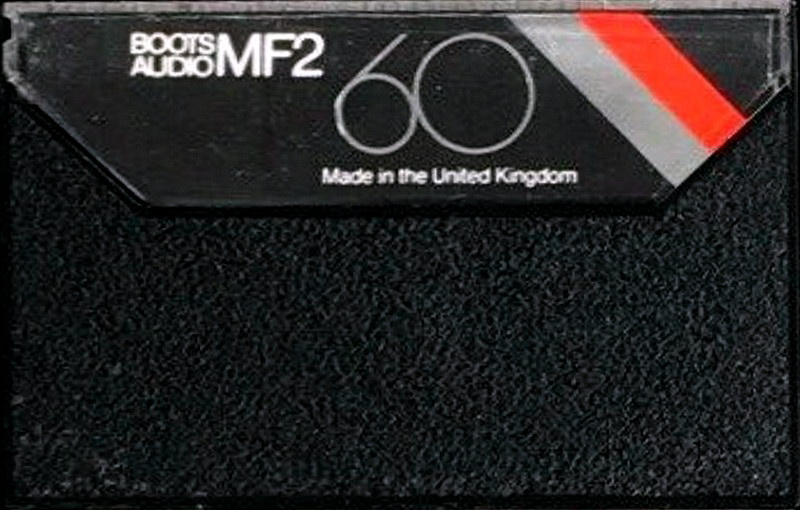 BOOTS
AUDIO MF2
60
Made in the United Kingdom